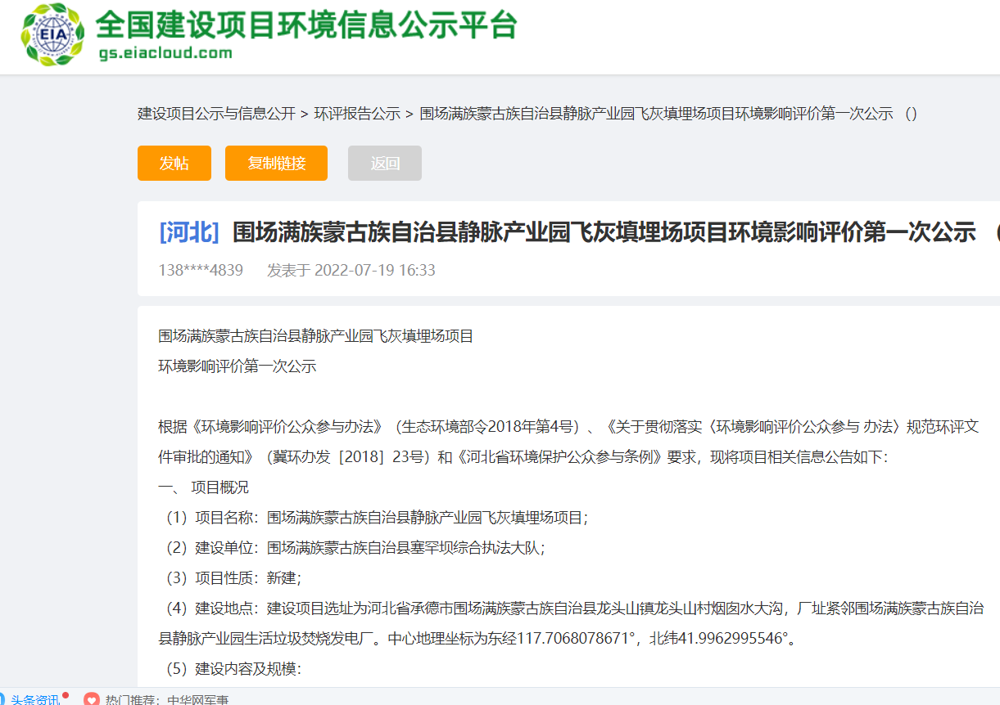 EIA
全国建设项目环境信息公示平台
gs.eiacloud.com
建设项目公示与信息公开 > 环评报告公示 > 围场满族蒙古族自治县静脉产业园飞灰填埋场项目环境影响评价第一次公示 （）
发帖 复制链接 返回
[河北] 围场满族蒙古族自治县静脉产业园飞灰填埋场项目环境影响评价第一次公示 （
138****4839 发表于 2022-07-19 16:33
围场满族蒙古族自治县静脉产业园飞灰填埋场项目
环境影响评价第一次公示
根据《环境影响评价公众参与办法》（生态环境部令2018年第4号）、《关于贯彻落实〈环境影响评价公众参与 办法〉规范环评文
件审批的通知》（冀环办发［2018］23号）和《河北省环境保护公众参与条例》要求，现将项目相关信息公告如下：
一、 项目概况
（1）项目名称：围场满族蒙古族自治县静脉产业园飞灰填埋场项目；
（2）建设单位：围场满族蒙古族自治县塞罕坝综合执法大队；
（3）项目性质：新建；
（4）建设地点：建设项目选址为河北省承德市围场满族蒙古族自治县龙头山镇龙头山村烟囱水大沟，厂址紧邻围场满族蒙古族自治
县静脉产业园生活垃圾焚烧发电厂。中心地理坐标为东经117.7068078671°，北纬41.9962995546°。
（5）建设内容及规模：
头条资讯 热门推荐：中华网军事